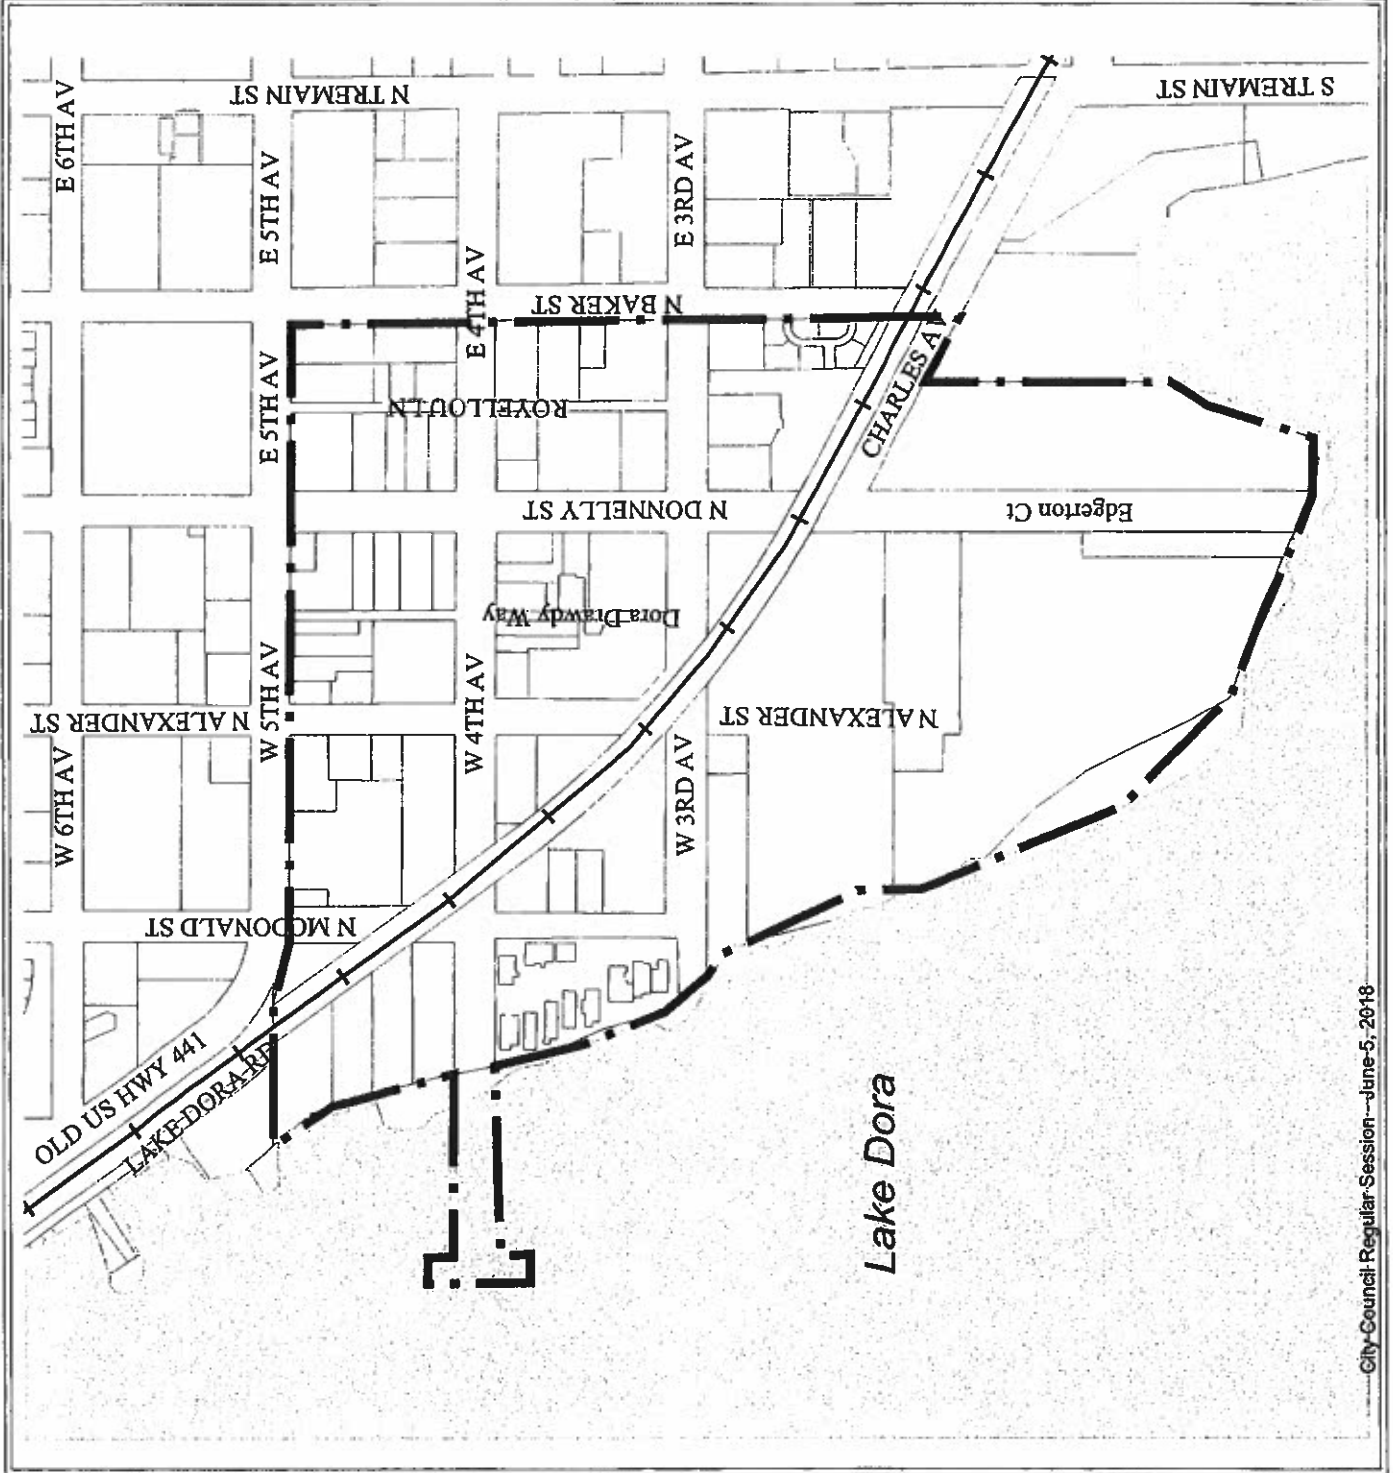 N TREMAIN ST
S TREMAIN ST
E 6TH AV
E 5TH AV
E 3RD AV
E 4TH AV
N BAKER ST
E 5TH AV
ROYELLOU LN
CHARLES A
N DONNELLY ST
Edgerton Ct
Dora Drawdy Way
W 5TH AV
W 4TH AV
N ALEXANDER ST
N ALEXANDER ST
W 6TH AV
W 3RD AV
N MCDONALD ST
OLD US HWY 441
LAKE DORA RD
Lake Dora
City Council Regular Session - June 5, 2018